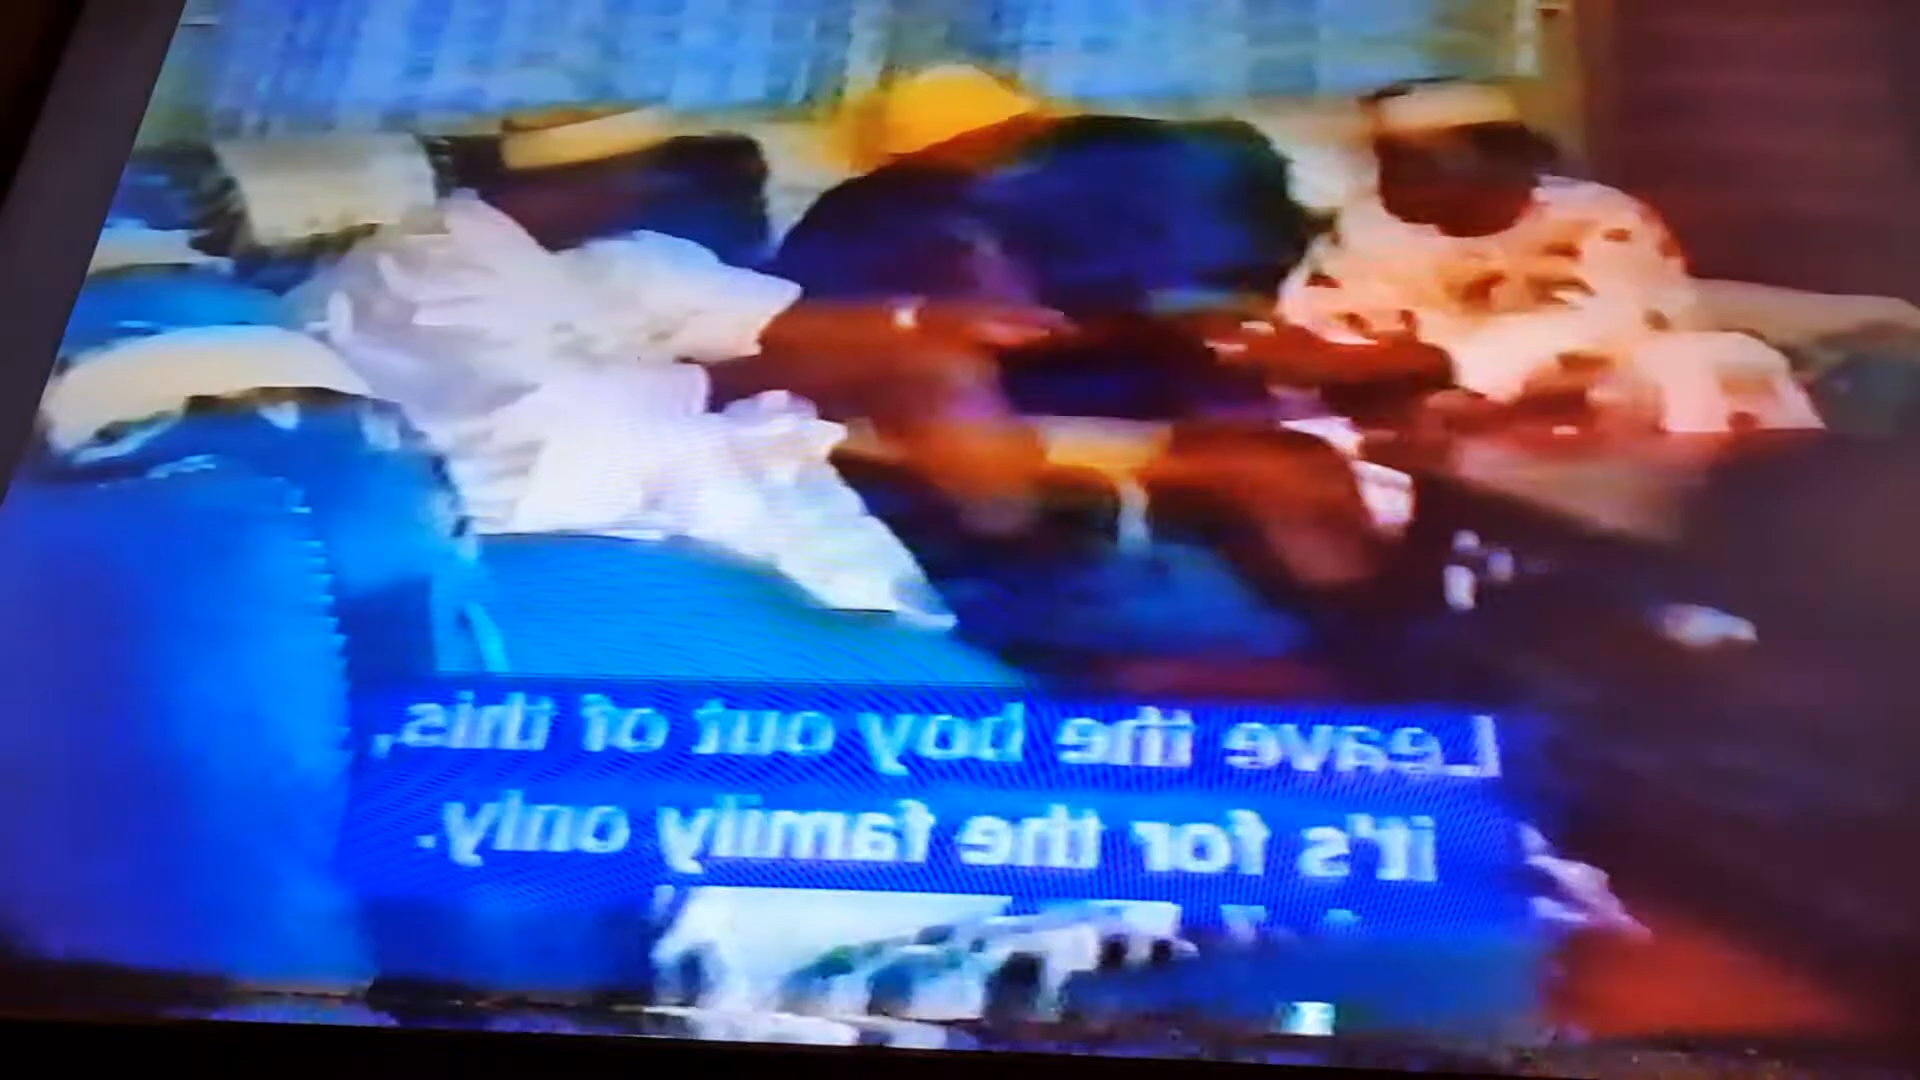 Leave the boy out of this,
it's for the family only.